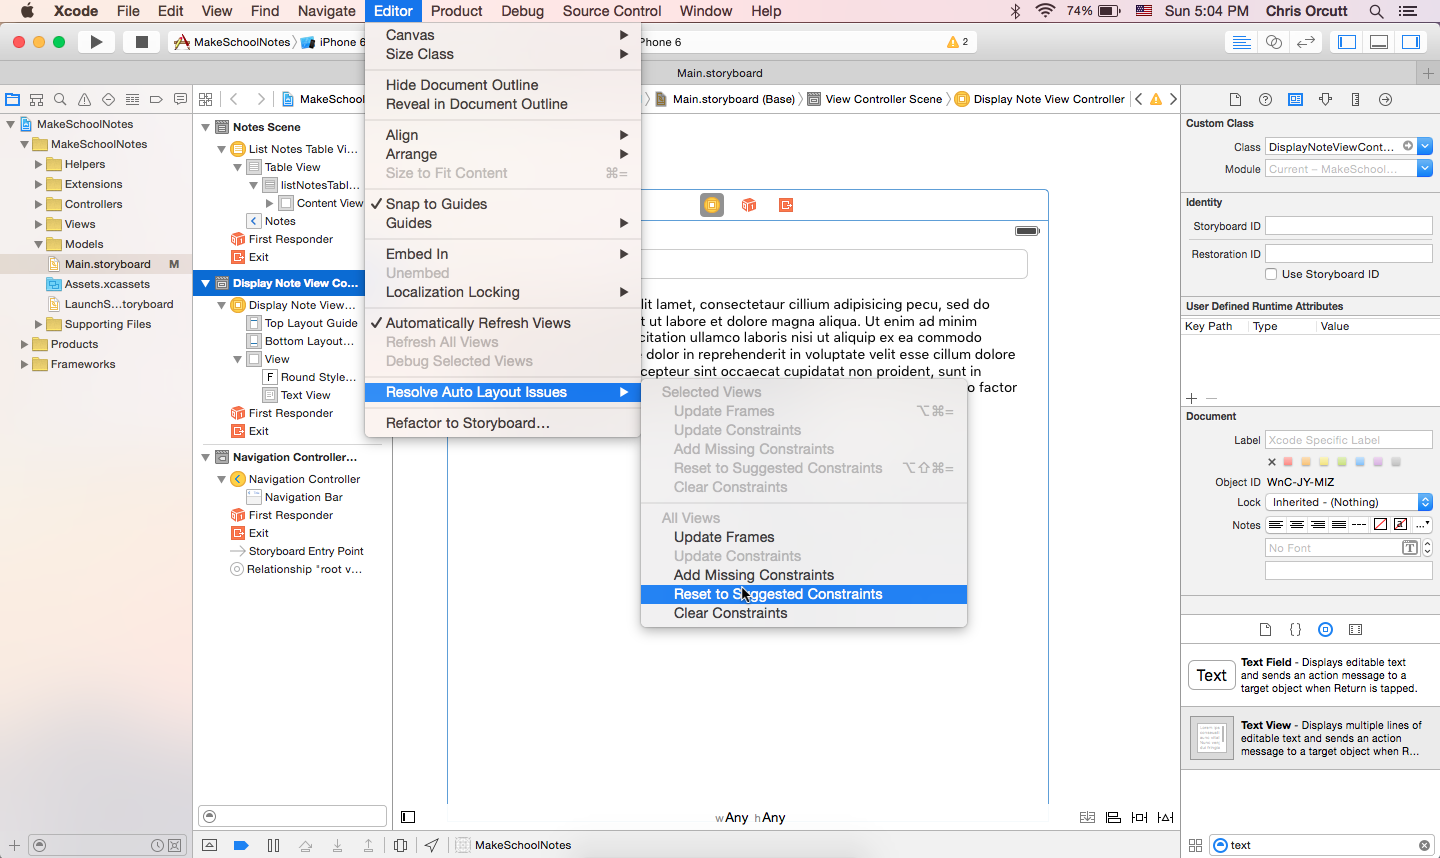 Xcode File Edit View Find Navigate Editor Product Debug Source Control Window Help 74% Sun 5:04 PM Chris Orcutt
MakeSchoolNotes iPhone 6
hone 6 2
Main.storyboard
MakeSchool
Main.storyboard (Base) View Controller Scene Display Note View Controller
MakeSchoolNotes
MakeSchoolNotes
Helpers
Extensions
Controllers
Views
Models
Main.storyboard M
Assets.xcassets
LaunchS...toryboard
Supporting Files
Products
Frameworks
Notes Scene
List Notes Table Vi...
Table View
listNotesTabl...
Content View
Notes
First Responder
Exit
Display Note View Co...
Display Note View...
Top Layout Guide
Bottom Layout...
View
F Round Style...
Text View
First Responder
Exit
Navigation Controller...
Navigation Controller
Navigation Bar
First Responder
Exit
Storyboard Entry Point
Relationship "root v...
Canvas
Size Class
Hide Document Outline
Reveal in Document Outline
Align
Arrange
Size to Fit Content ⌘=
✓ Snap to Guides
Guides
Embed In
Unembed
Localization Locking
✓ Automatically Refresh Views
Refresh All Views
Debug Selected Views
Resolve Auto Layout Issues
Refactor to Storyboard...
Selected Views
Update Frames ⌥⌘=
Update Constraints
Add Missing Constraints
Reset to Suggested Constraints ⌥⇧⌘=
Clear Constraints
All Views
Update Frames
Update Constraints
Add Missing Constraints
Reset to Suggested Constraints
Clear Constraints
lit lamet, consectetaur cillium adipisicing pecu, sed do
t ut labore et dolore magna aliqua. Ut enim ad minim
citation ullamco laboris nisi ut aliquip ex ea commodo
dolor in reprehenderit in voluptate velit esse cillum dolore
cepteur sint occaecat cupidatat non proident, sunt in
o factor
wAny hAny
MakeSchoolNotes
Custom Class
Class DisplayNoteViewCont...
Module Current – MakeSchool...
Identity
Storyboard ID
Restoration ID
Use Storyboard ID
User Defined Runtime Attributes
Key Path Type Value
Document
Label Xcode Specific Label
Object ID WnC-JY-MIZ
Lock Inherited - (Nothing)
Notes
No Font
Text
Text Field - Displays editable text
and sends an action message to a
target object when Return is tapped.
Text View - Displays multiple lines of
editable text and sends an action
message to a target object when R...
text